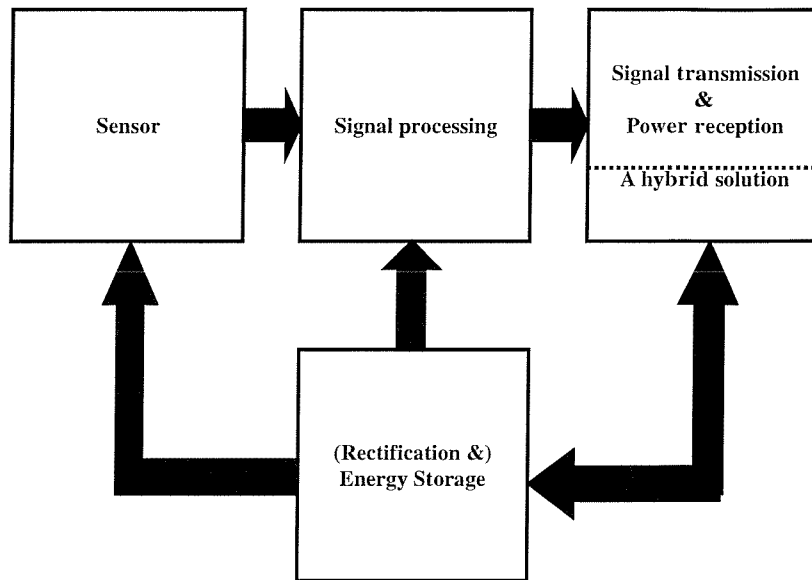 Sensor
Signal processing
Signal transmission
&
Power reception
A hybrid solution
(Rectification &)
Energy Storage